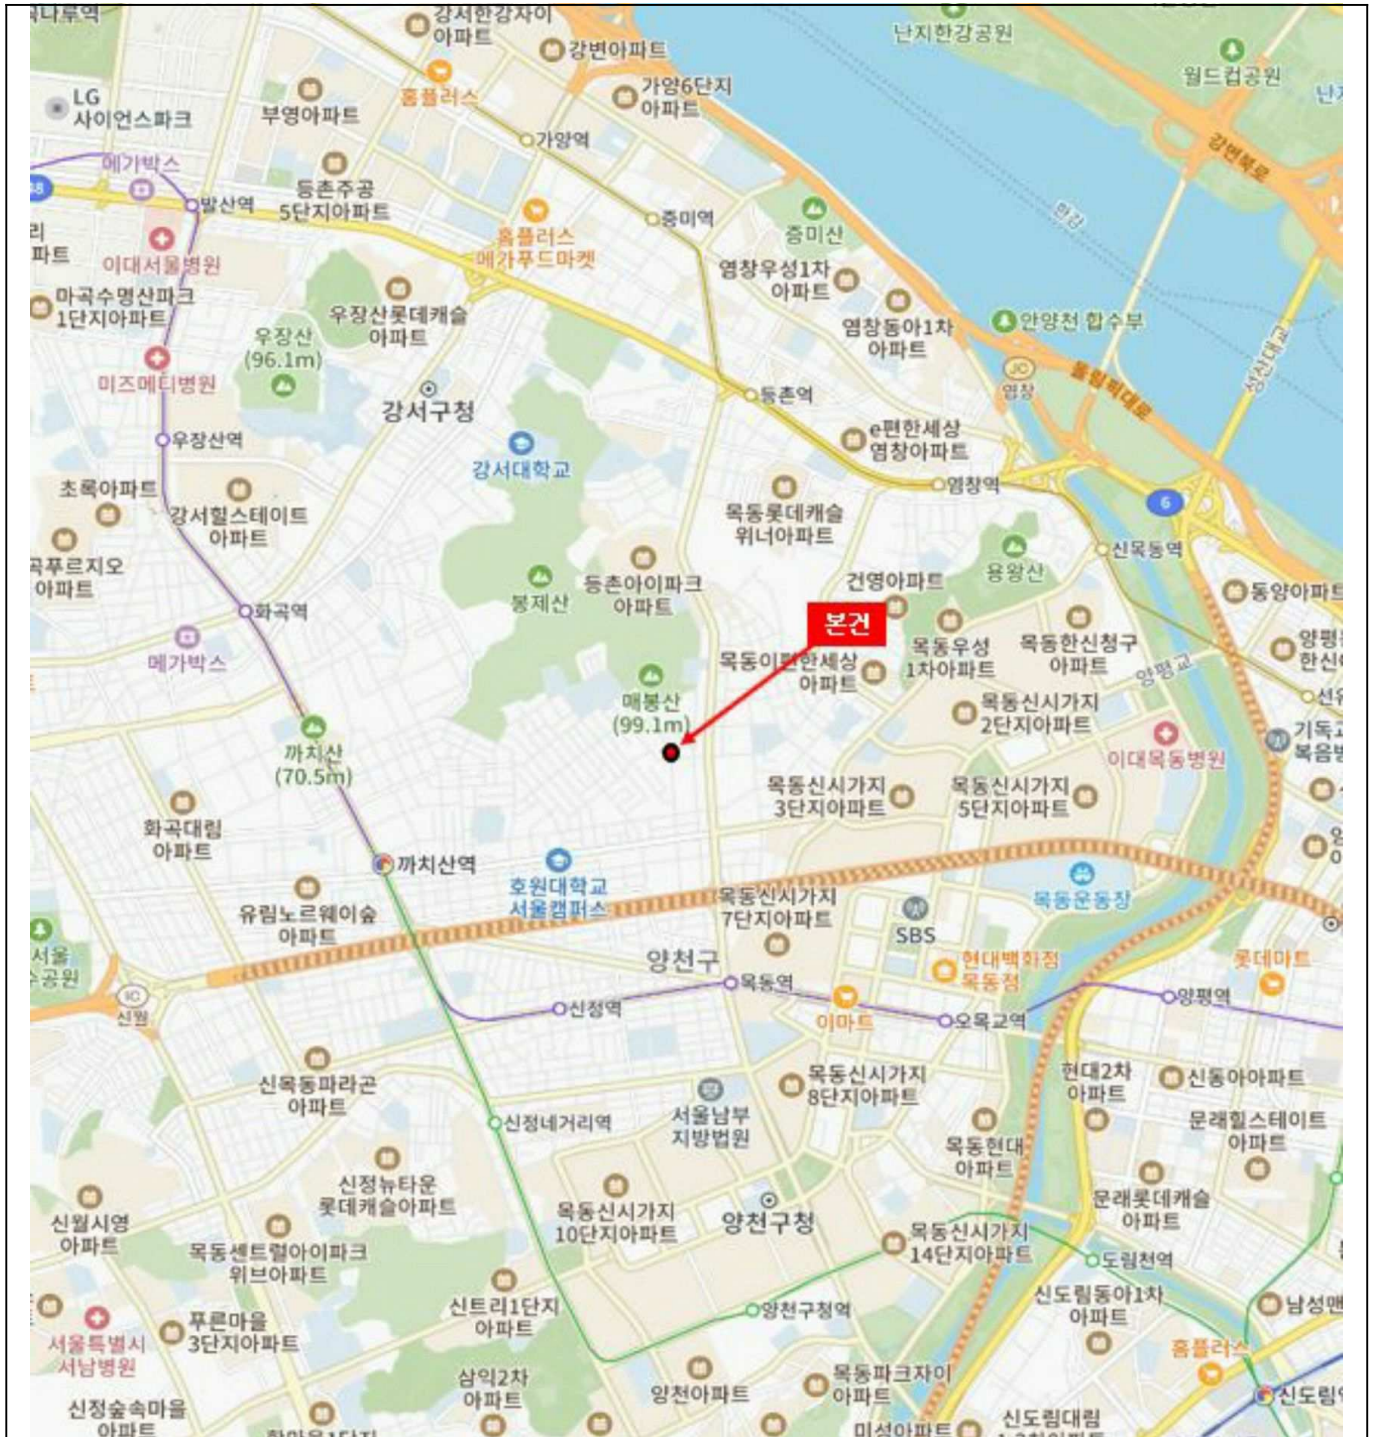 강서한강자이
아파트
강변아파트
난지한강공원
월드컵공원
LG
사이언스파크
부영아파트
홈플러스
가양6단지
아파트
가양역
강변북로
메가박스
발산역
등촌주공
5단지아파트
홈플러스
메가푸드마켓
증미역
증미산
한강
이대서울병원
마곡수명산파크
1단지아파트
우장산
(96.1m)
우장산롯데캐슬
아파트
염창우성1차
아파트
염창동아1차
아파트
안양천 합수부
JC
염창
올림픽대로
성산대교
미즈메디병원
강서구청
등촌역
우장산역
강서대학교
e편한세상
염창아파트
초록아파트
강서힐스테이트
아파트
목동롯데캐슬
위너아파트
염창역
6
곡푸르지오
아파트
봉제산
등촌아이파크
아파트
건영아파트
용왕산
신목동역
동양아파트
화곡역
본건
메가박스
목동이편한세상
아파트
목동우성
1차아파트
목동한신청구
아파트
양평교
매봉산
(99.1m)
목동신시가지
2단지아파트
이대목동병원
까치산
(70.5m)
목동신시가지
3단지아파트
목동신시가지
5단지아파트
화곡대림
아파트
까치산역
호원대학교
서울캠퍼스
목동신시가지
7단지아파트
목동운동장
유림노르웨이숲
아파트
SBS
서울
양천구
현대백화점
목동점
롯데마트
목동역
IC
신월
신정역
이마트
오목교역
양평역
신목동파라곤
아파트
목동신시가지
8단지아파트
현대2차
아파트
신동아아파트
신정네거리역
서울남부
지방법원
목동현대
아파트
문래힐스테이트
아파트
신정뉴타운
롯데캐슬아파트
신월시영
아파트
목동센트럴아이파크
위브아파트
목동신시가지
10단지아파트
양천구청
문래롯데캐슬
아파트
목동신시가지
14단지아파트
도림천역
신트리1단지
아파트
양천구청역
신도림동아1차
아파트
서울특별시
서남병원
푸른마을
3단지아파트
홈플러스
삼익2차
아파트
양천아파트
목동파크자이
아파트
신정숲속마을
아파트
미성아파트
신도림대림